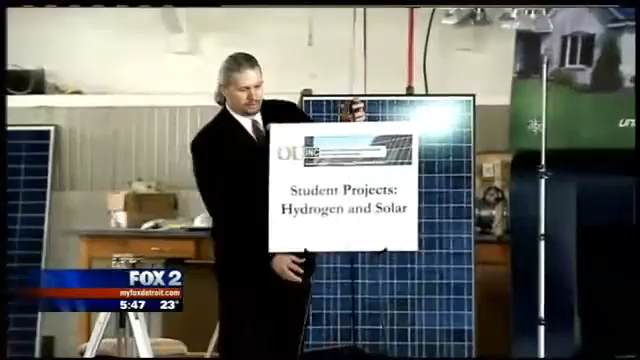 OU INC
Student Projects:
Hydrogen and Solar
FOX 2
myfoxdetroit.com
5:47 23°